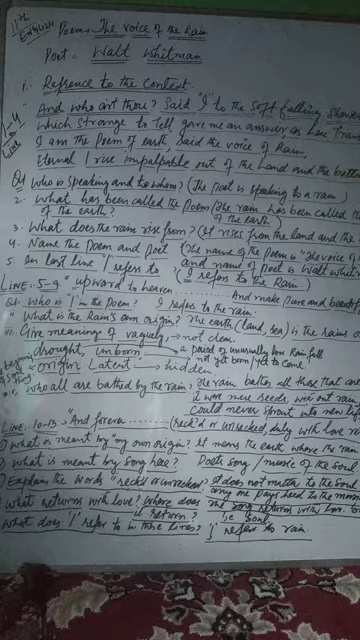 11th English Poem → The voice of the Rain
Poet → Walt Whitman
i. Refrence to the Context.
"And who art thou? Said "I" to the Soft falling Shower
Which strange to tell gave me an answer as here
I am the Poem of earth, said the voice of Rain,
Eternal I rise impalpable out of the Land and the
Q1 Who is Speaking and to whom? (The Poet is Speaking to a rain)
2. What has been called the Poem (The rain has been called
of the earth? of the earth)
3. What does the rain rise from? (It rises from the land and the
4. Name the Poem and Poet (The name of the Poem is "The voice of
and name of Poet is Walt
5. In last line 'I' refers to (I refers to the Rain.)
Line: 5-9 "upward to heaven .......... And make pure and
Q1. Who is 'I' in the Poem? I refers to the rain.
ii What is the Rain's own origin? The earth (land, sea) is the Rains
iii Give meaning of vaguely → not clear.
drought, unborn → a period of unusually low Rain fall
not yet born / yet to come
origin, Latent → hidden.
Who all are bathed by the rain, The rain bathes all those that
it were mere seeds, without rain
could never sprout into new life
Line: 10-13: "And forever ........ (reck'd or unreck'd, duly with love
What is meant by "my own origin? It means the earth where the rain
What is meant by Song here? Poets song / music of the Soul
Explain the words "reck'd or unreck'd. It does not matter to the Soul
any one Pays heed to the
What returns with love? Where does The song returns with love.
it return? The Soul
What does 'I' refer to in these lines? 'I' refers to rain.